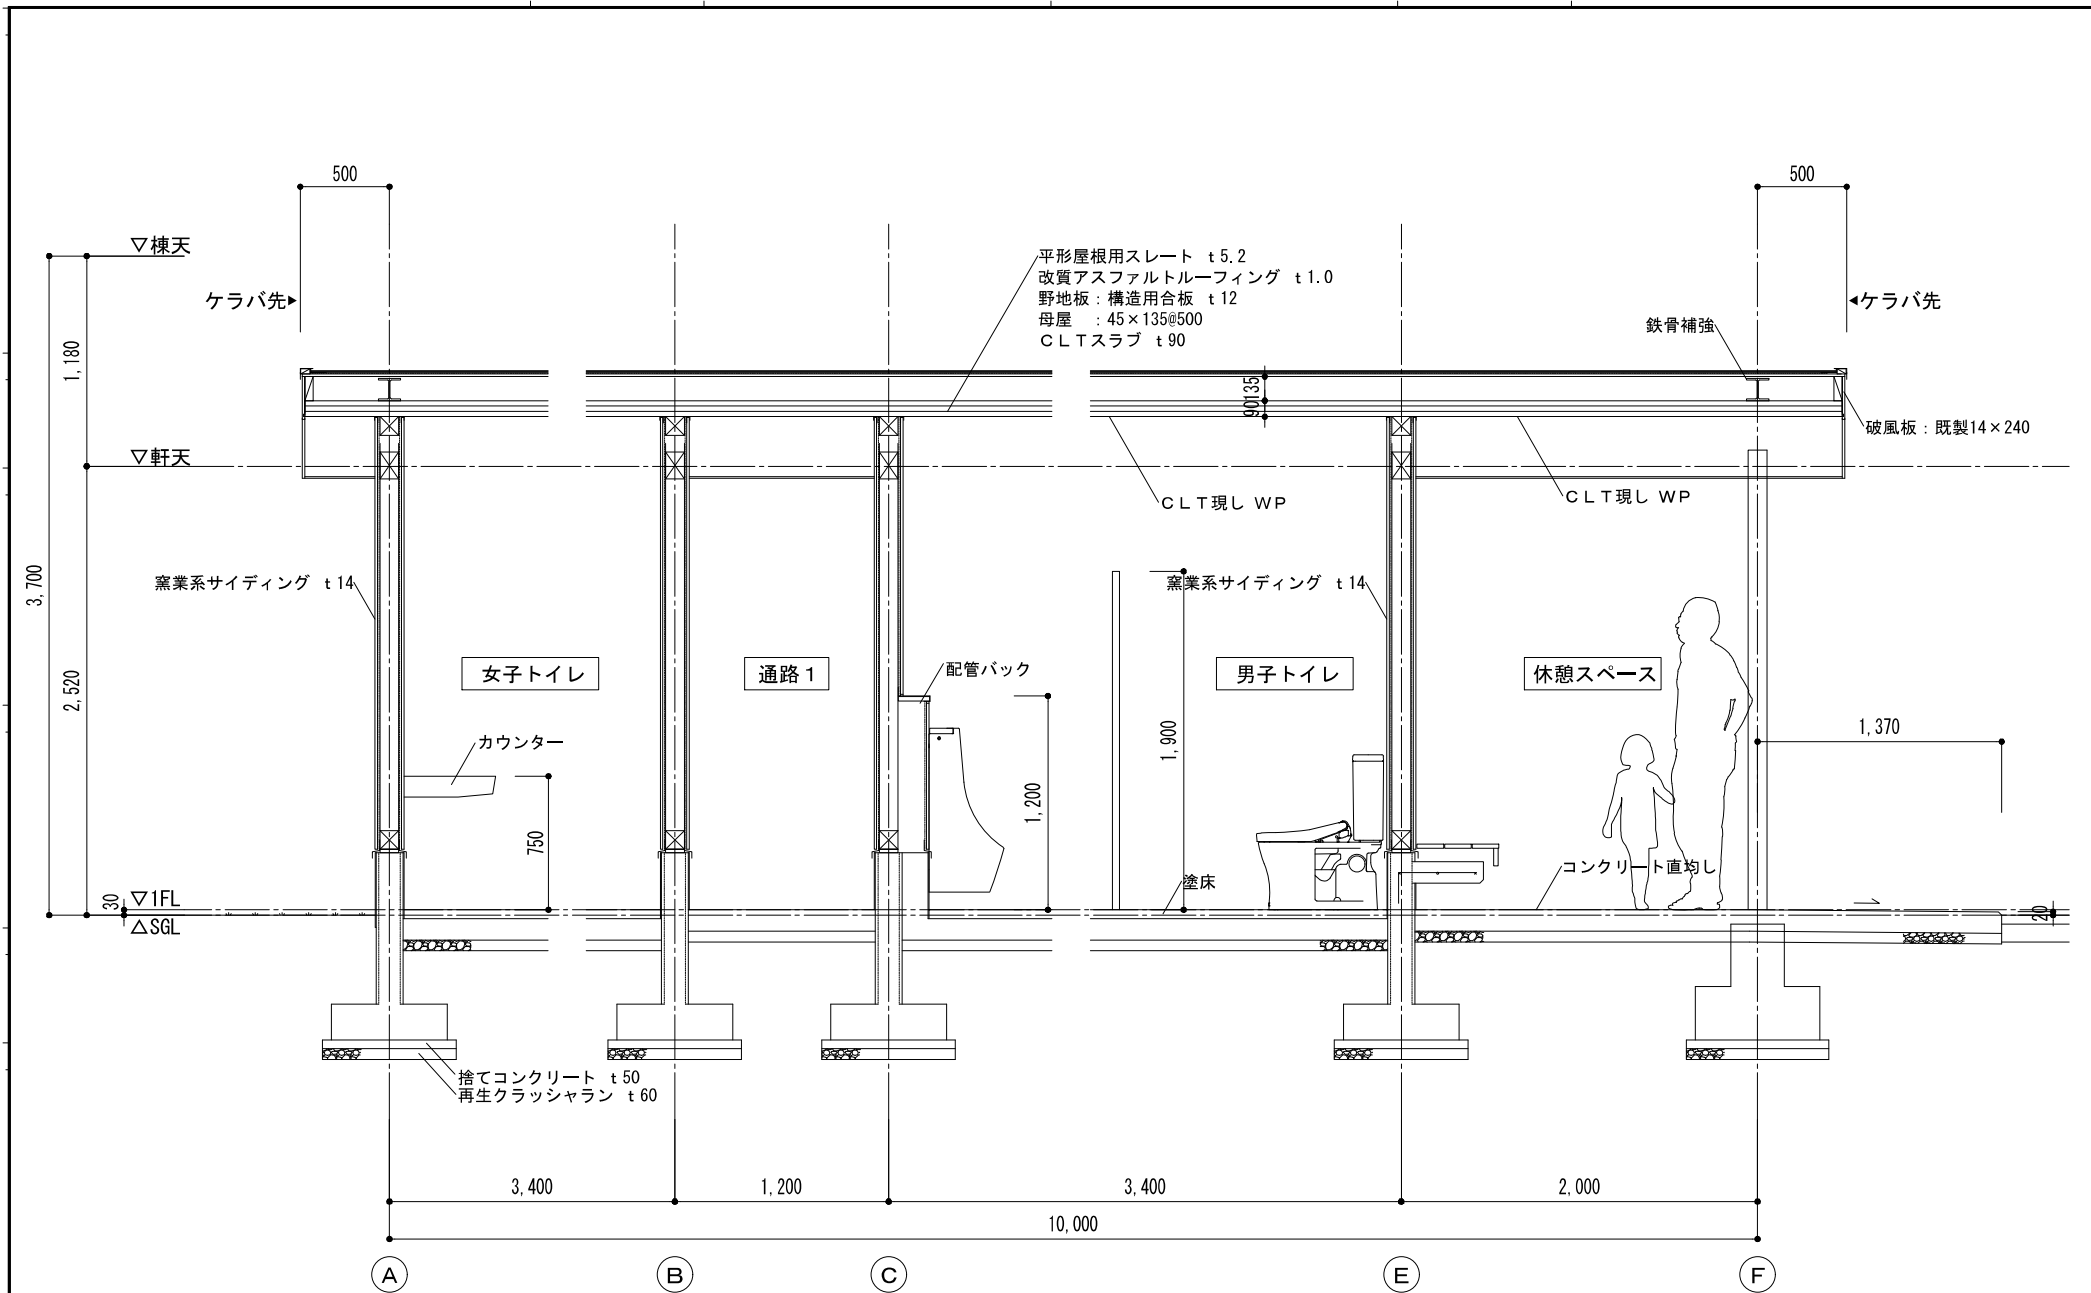 500
500
▽棟天
平形屋根用スレート t5.2
改質アスファルトルーフィング t1.0
野地板：構造用合板 t12
母屋 ：45×135@500
ＣＬＴスラブ t90
ケラバ先
ケラバ先
鉄骨補強
1,180
135
90
破風板：既製14×240
▽軒天
ＣＬＴ現し ＷＰ
ＣＬＴ現し ＷＰ
3,700
窯業系サイディング t14
窯業系サイディング t14
2,520
女子トイレ
通路１
配管パック
男子トイレ
休憩スペース
1,370
カウンター
1,900
1,200
750
コンクリート直均し
塗床
30
▽1FL
△SGL
20
捨てコンクリート t50
再生クラッシャラン t60
3,400
1,200
3,400
2,000
10,000
A
B
C
E
F